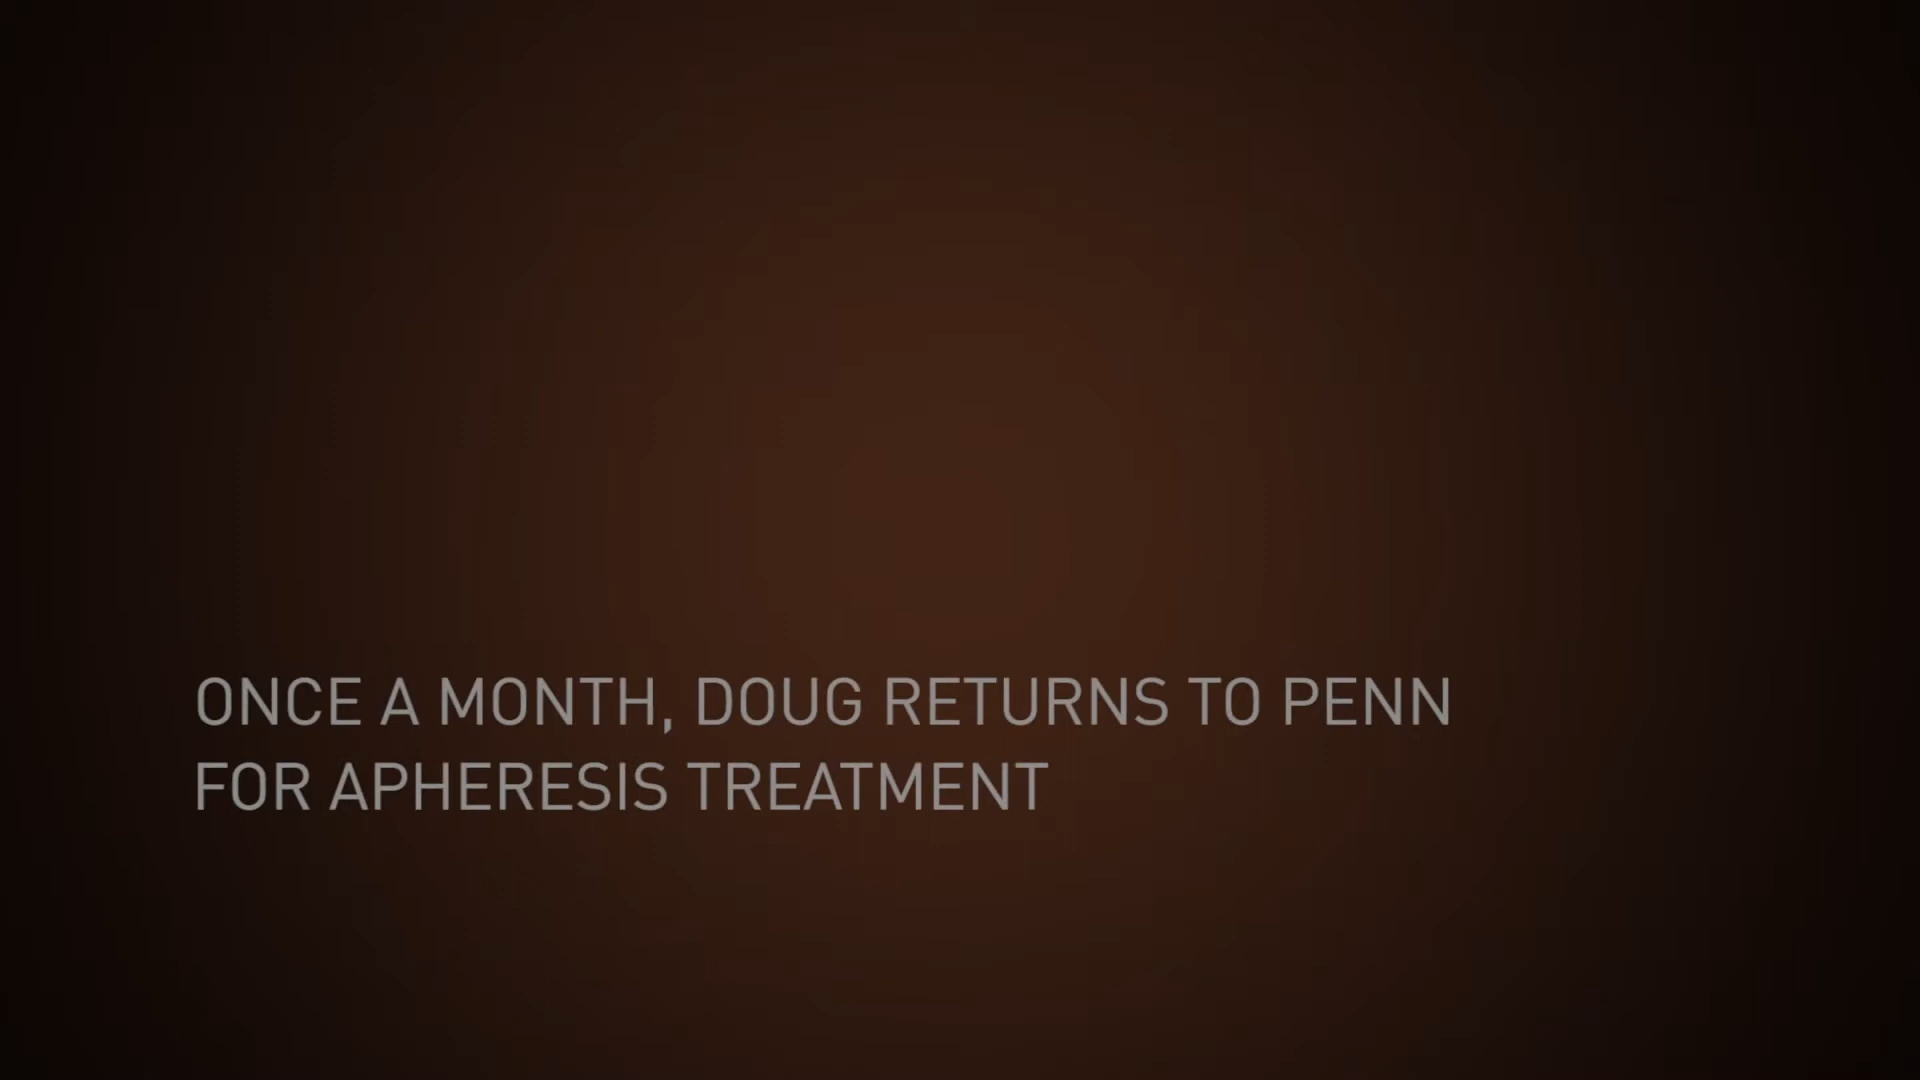 ONCE A MONTH, DOUG RETURNS TO PENN
FOR APHERESIS TREATMENT